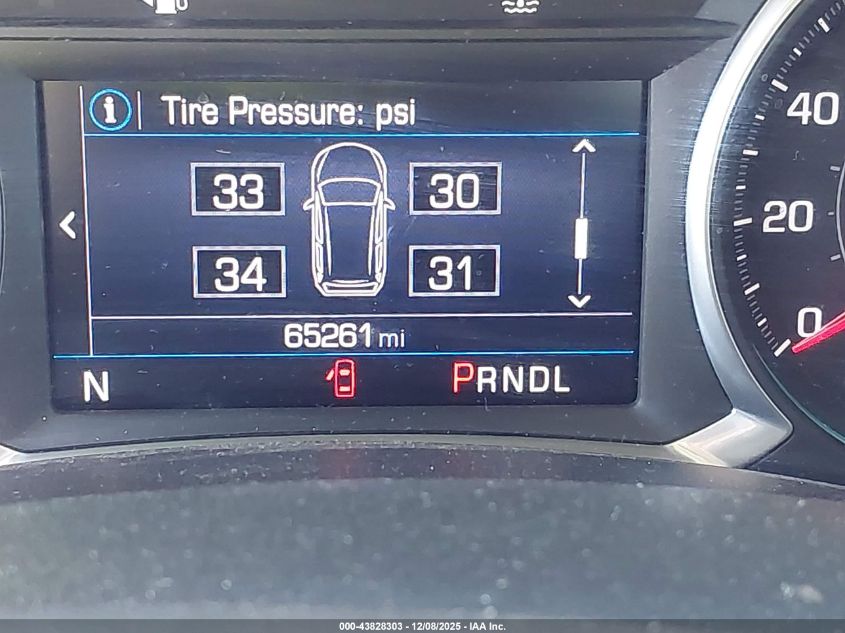 i Tire Pressure: psi
33 30
34 31
65261 mi
N PRNDL
40
20
0
000-43828303 - 12/08/2025 - IAA Inc.